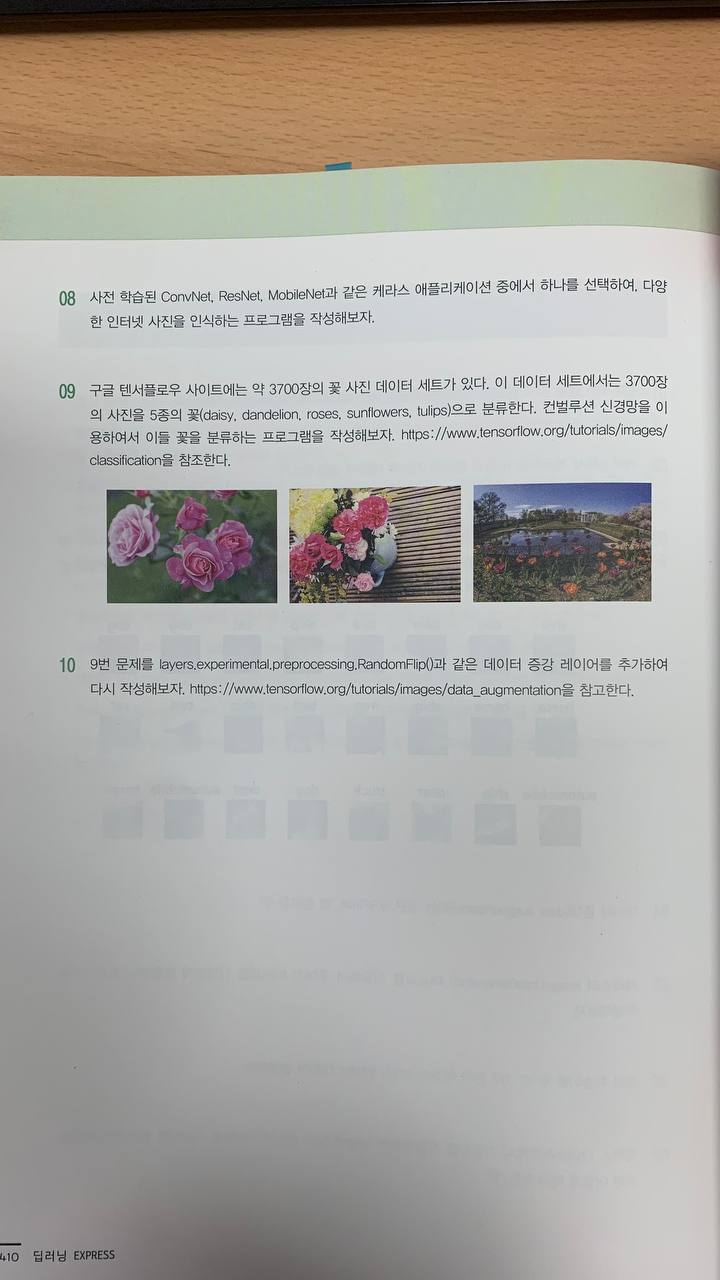 08 사전 학습된 ConvNet, ResNet, MobileNet과 같은 케라스 애플리케이션 중에서 하나를 선택하여, 다양
한 인터넷 사진을 인식하는 프로그램을 작성해보자.
09 구글 텐서플로우 사이트에는 약 3700장의 꽃 사진 데이터 세트가 있다. 이 데이터 세트에서는 3700장
의 사진을 5종의 꽃(daisy, dandelion, roses, sunflowers, tulips)으로 분류한다. 컨벌루션 신경망을 이
용하여서 이들 꽃을 분류하는 프로그램을 작성해보자. https://www.tensorflow.org/tutorials/images/
classification을 참조한다.
10 9번 문제를 layers.experimental.preprocessing.RandomFlip()과 같은 데이터 증강 레이어를 추가하여
다시 작성해보자. https://www.tensorflow.org/tutorials/images/data_augmentation을 참고한다.
410 딥러닝 EXPRESS